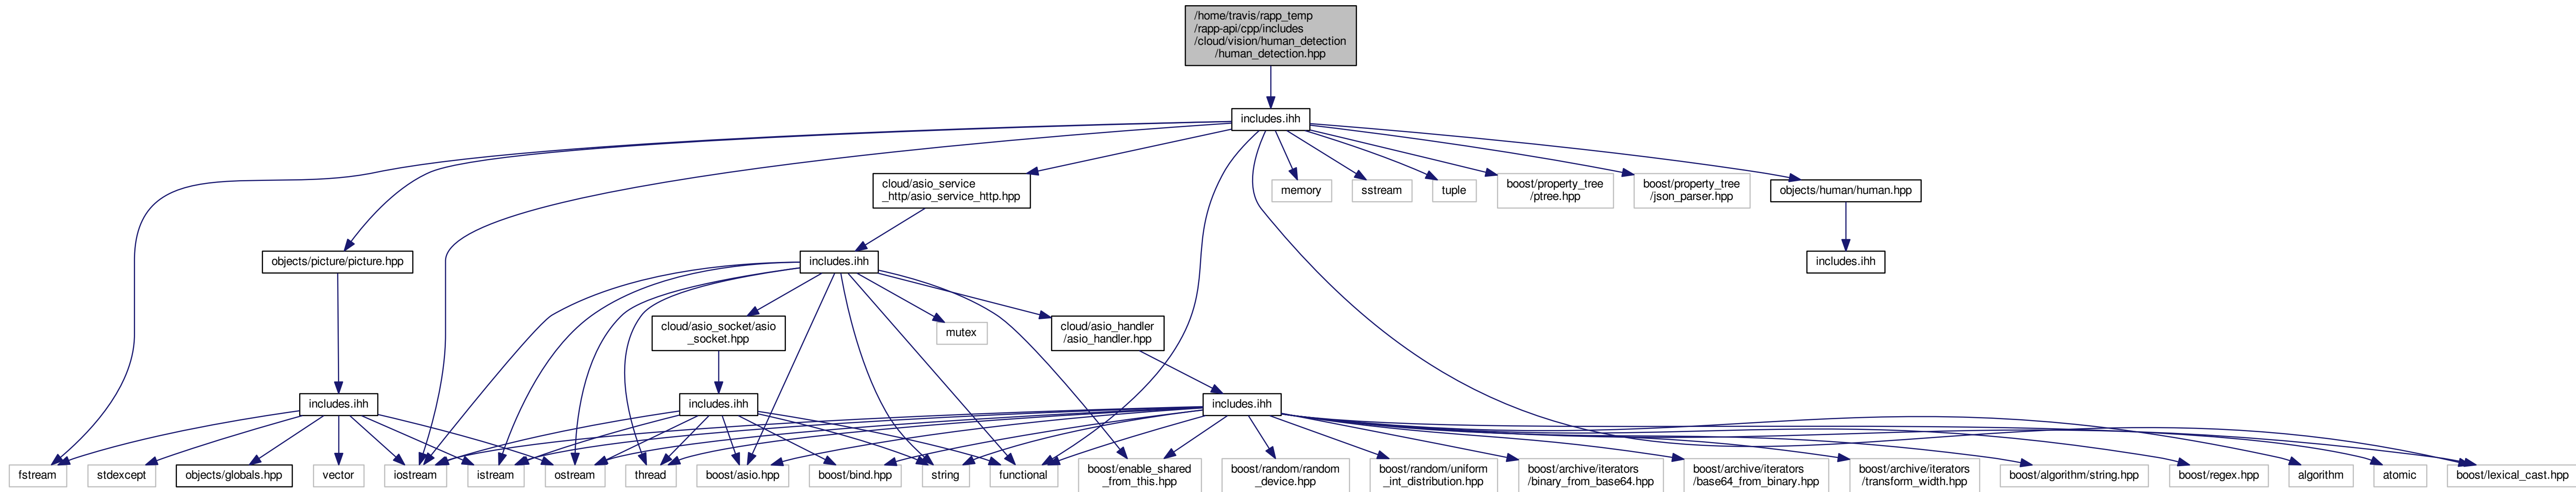 /home/travis/rapp_temp
/rapp-api/cpp/includes
/cloud/vision/human_detection
/human_detection.hpp
includes.ihh
cloud/asio_service
_http/asio_service_http.hpp
memory
sstream
tuple
boost/property_tree
/ptree.hpp
boost/property_tree
/json_parser.hpp
objects/human/human.hpp
objects/picture/picture.hpp
includes.ihh
includes.ihh
cloud/asio_socket/asio
_socket.hpp
mutex
cloud/asio_handler
/asio_handler.hpp
includes.ihh
includes.ihh
includes.ihh
fstream
stdexcept
objects/globals.hpp
vector
iostream
istream
ostream
thread
boost/asio.hpp
boost/bind.hpp
string
functional
boost/enable_shared
_from_this.hpp
boost/random/random
_device.hpp
boost/random/uniform
_int_distribution.hpp
boost/archive/iterators
/binary_from_base64.hpp
boost/archive/iterators
/base64_from_binary.hpp
boost/archive/iterators
/transform_width.hpp
boost/algorithm/string.hpp
boost/regex.hpp
algorithm
atomic
boost/lexical_cast.hpp